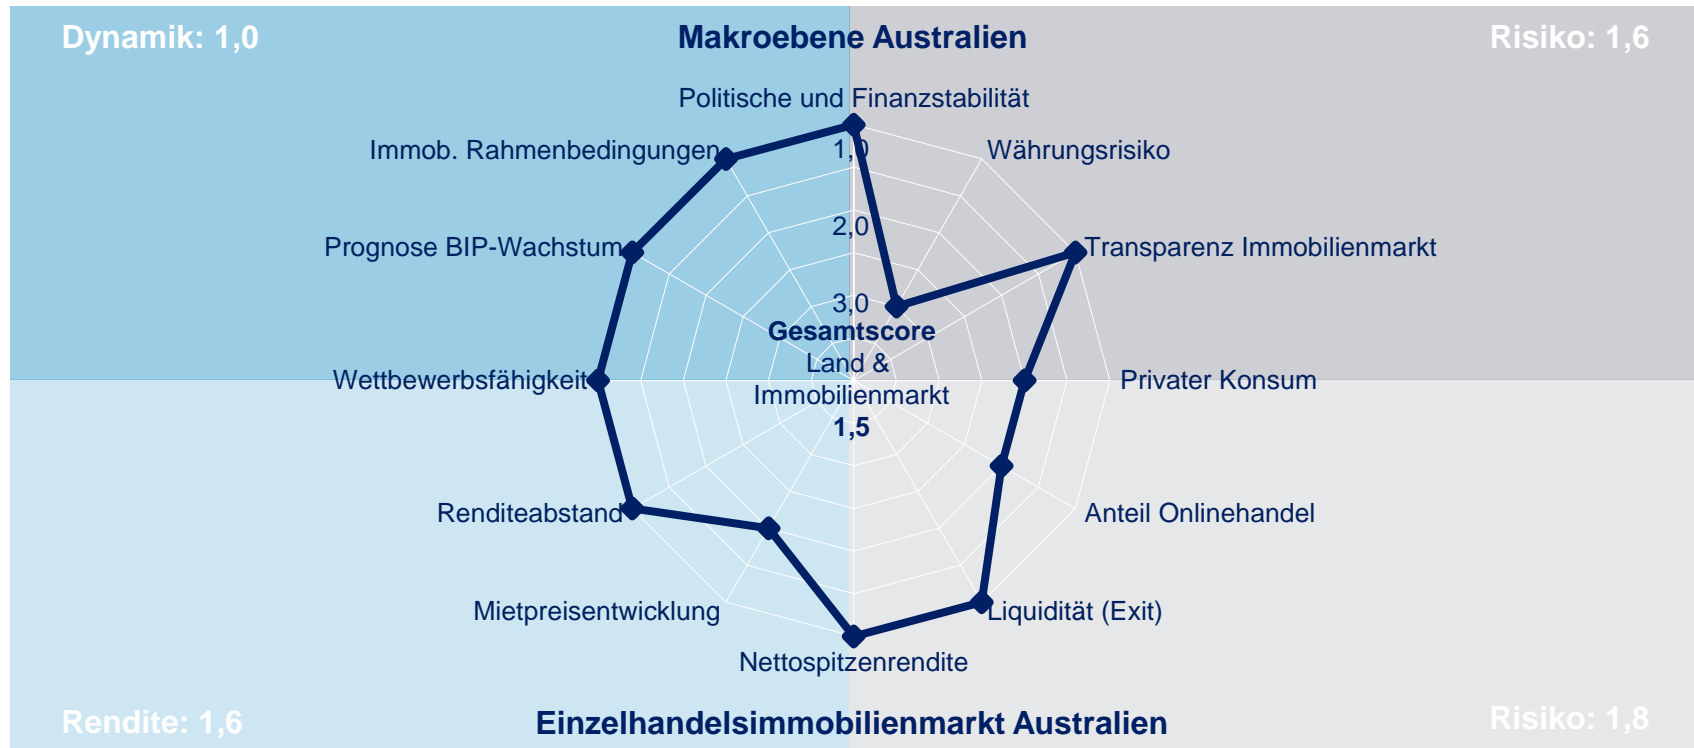 Dynamik: 1,0
Makroebene Australien
Risiko: 1,6
Politische und Finanzstabilität
Immob. Rahmenbedingungen
1,0
Währungsrisiko
2,0
Prognose BIP-Wachstum
Transparenz Immobilienmarkt
3,0
Gesamtscore
Land &
Immobilienmarkt
1,5
Wettbewerbsfähigkeit
Privater Konsum
Renditeabstand
Anteil Onlinehandel
Mietpreisentwicklung
Liquidität (Exit)
Nettospitzenrendite
Rendite: 1,6
Einzelhandelsimmobilienmarkt Australien
Risiko: 1,8